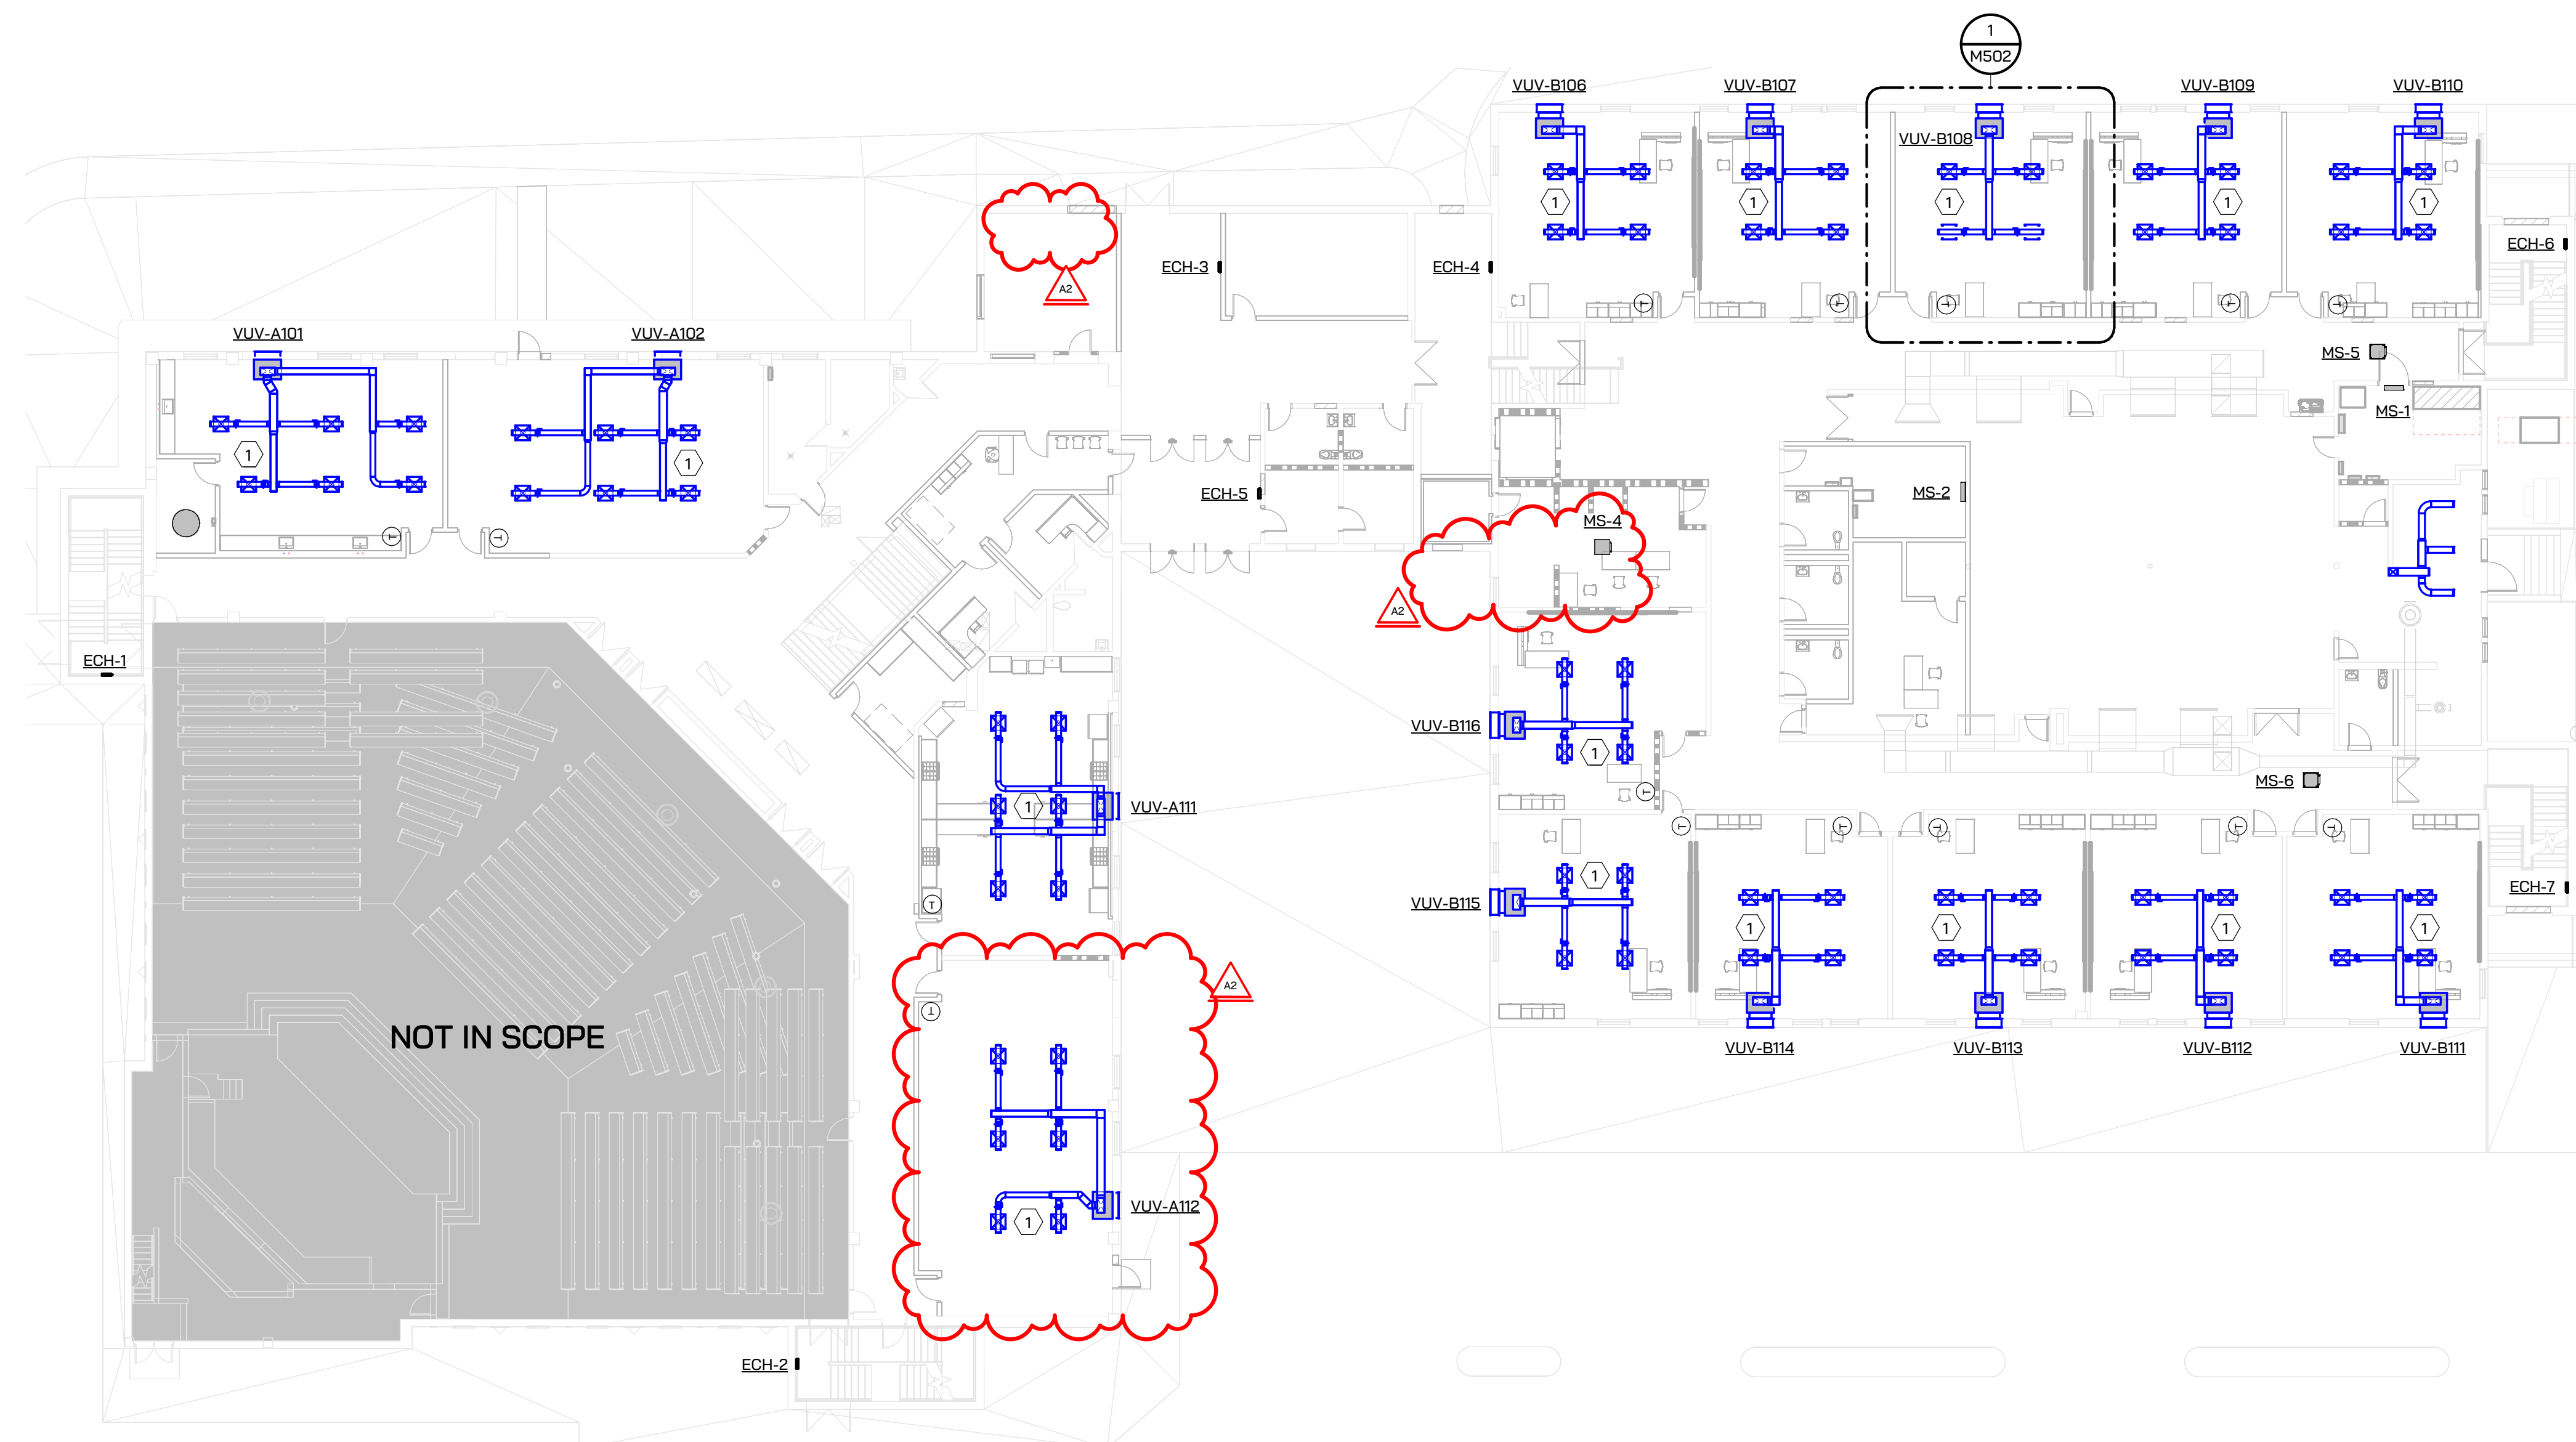 1
M502
VUV-B106
VUV-B107
VUV-B109
VUV-B110
VUV-B108
1
1
1
1
1
A2
ECH-3
ECH-4
ECH-6
T
T
T
T
T
VUV-A101
VUV-A102
MS-5
MS-1
1
1
ECH-5
MS-2
MS-4
T
T
A2
ECH-1
VUV-B116
1
MS-6
T
VUV-A111
1
T
T
T
T
T
1
VUV-B115
ECH-7
T
1
1
1
1
A2
T
NOT IN SCOPE
VUV-B114
VUV-B113
VUV-B112
VUV-B111
VUV-A112
1
ECH-2